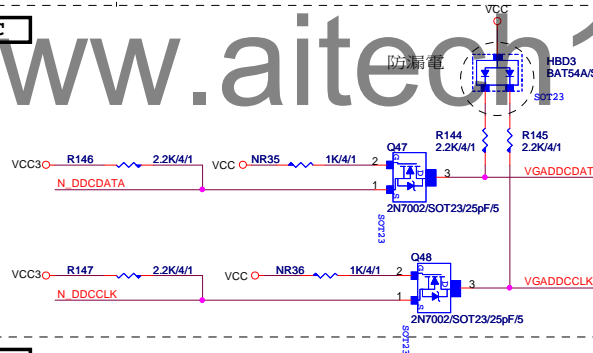 C
VCC
www.aitech1
防漏電
HBD3
BAT54A/S
SOT23
R144
2.2K/4/1
R145
2.2K/4/1
Q47
VCC3 R146 2.2K/4/1 VCC NR35 1K/4/1 2 G D S 3 VGADDCDAT
N_DDCDATA 1
2N7002/SOT23/25pF/5
SOT23
Q48
VCC3 R147 2.2K/4/1 VCC NR36 1K/4/1 2 G D S 3 VGADDCCLK
N_DDCCLK 1
2N7002/SOT23/25pF/5
SOT23